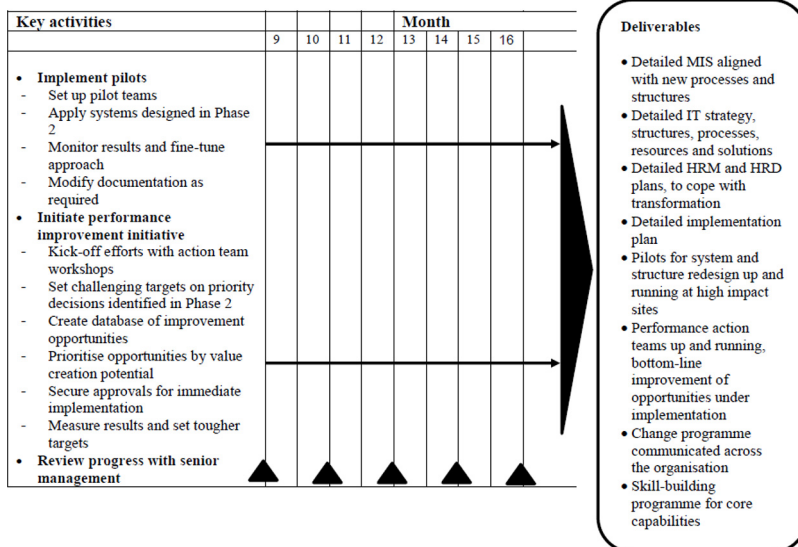 Key activities
Month
9 10 11 12 13 14 15 16
• Implement pilots
- Set up pilot teams
- Apply systems designed in Phase
2
- Monitor results and fine-tune
approach
- Modify documentation as
required
• Initiate performance
improvement initiative
- Kick-off efforts with action team
workshops
- Set challenging targets on priority
decisions identified in Phase 2
- Create database of improvement
opportunities
- Prioritise opportunities by value
creation potential
- Secure approvals for immediate
implementation
- Measure results and set tougher
targets
• Review progress with senior
management
Deliverables
• Detailed MIS aligned
with new processes and
structures
• Detailed IT strategy,
structures, processes,
resources and solutions
• Detailed HRM and HRD
plans, to cope with
transformation
• Detailed implementation
plan
• Pilots for system and
structure redesign up and
running at high impact
sites
• Performance action
teams up and running,
bottom-line
improvement of
opportunities under
implementation
• Change programme
communicated across
the organisation
• Skill-building
programme for core
capabilities